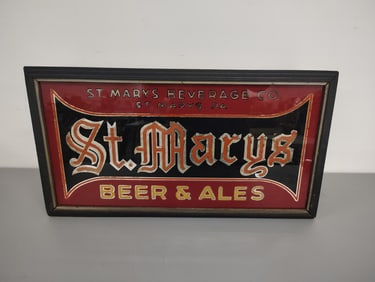 ST. MARYS BEVERAGE CO.
ST. MARYS PA.
St. Marys
BEER & ALES